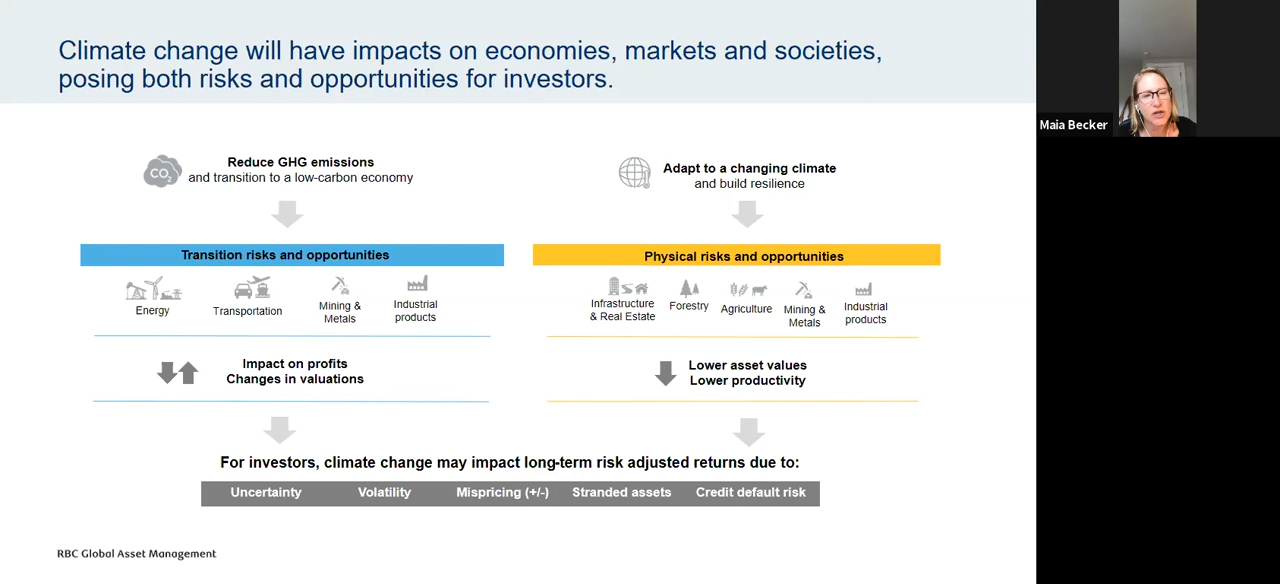 Climate change will have impacts on economies, markets and societies,
posing both risks and opportunities for investors.
Maia Becker
CO2
Reduce GHG emissions
and transition to a low-carbon economy
Adapt to a changing climate
and build resilience
Transition risks and opportunities
Energy
Transportation
Mining &
Metals
Industrial
products
Impact on profits
Changes in valuations
Physical risks and opportunities
Infrastructure
& Real Estate
Forestry
Agriculture
Mining &
Metals
Industrial
products
Lower asset values
Lower productivity
For investors, climate change may impact long-term risk adjusted returns due to:
Uncertainty Volatility Mispricing (+/-) Stranded assets Credit default risk
RBC Global Asset Management